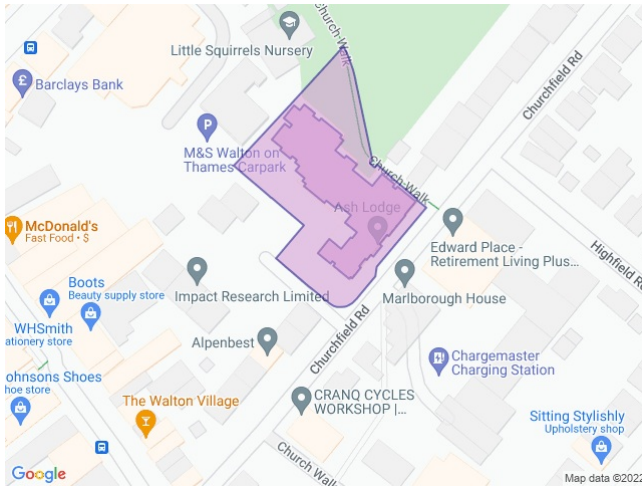 Church-Walk
Little Squirrels Nursery
Churchfield Rd
Barclays Bank
P
M&S Walton on
Thames Carpark
Church-Walk
McDonald's
Fast Food • $
Ash Lodge
Edward Place -
Retirement Living Plus...
Highfield Rd
Boots
Beauty supply store
Impact Research Limited
Marlborough House
WHSmith
ationery store
Alpenbest
Churchfield Rd
Chargemaster
Charging Station
ohnsons Shoes
hoe store
The Walton Village
CRANQ CYCLES
WORKSHOP |...
Sitting Stylishly
Upholstery shop
Church Walk
Google
Map data ©2022